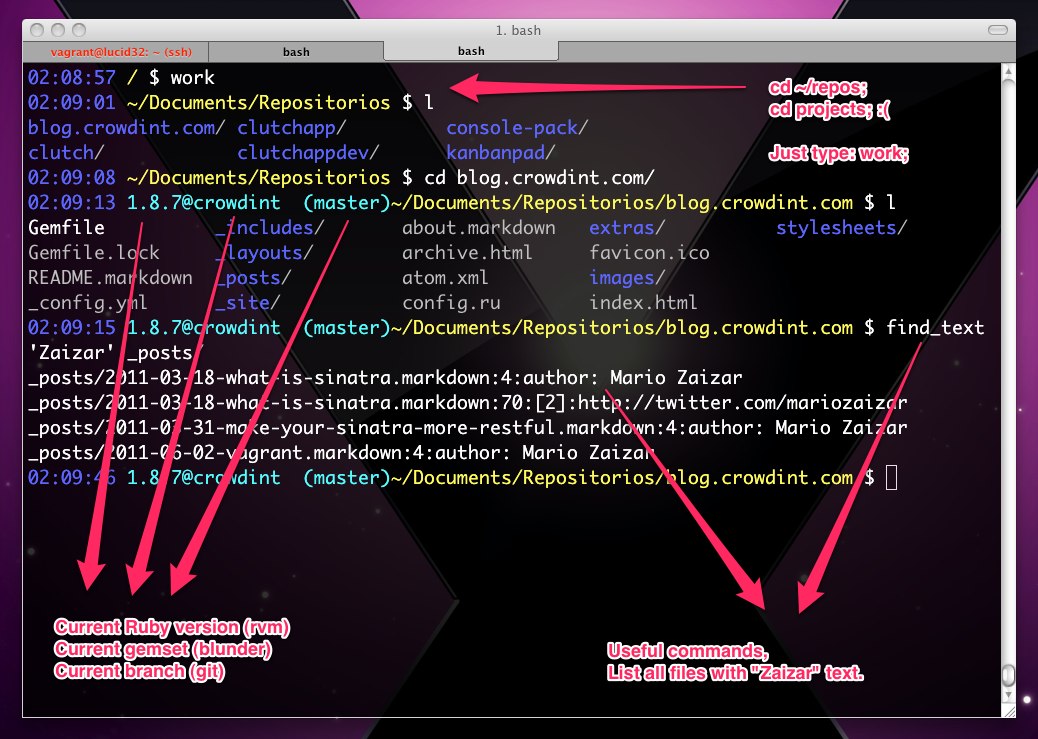 1. bash
vagrant@lucid32: ~ (ssh) bash bash
02:08:57 / $ work
02:09:01 ~/Documents/Repositorios $ l
blog.crowdint.com/ clutchapp/ console-pack/
clutch/ clutchappdev/ kanbanpad/
02:09:08 ~/Documents/Repositorios $ cd blog.crowdint.com/
02:09:13 1.8.7@crowdint (master)~/Documents/Repositorios/blog.crowdint.com $ l
Gemfile _includes/ about.markdown extras/ stylesheets/
Gemfile.lock _layouts/ archive.html favicon.ico
README.markdown _posts/ atom.xml images/
_config.yml _site/ config.ru index.html
02:09:15 1.8.7@crowdint (master)~/Documents/Repositorios/blog.crowdint.com $ find_text
'Zaizar' _posts/
_posts/2011-03-18-what-is-sinatra.markdown:4:author: Mario Zaizar
_posts/2011-03-18-what-is-sinatra.markdown:70:[2]:http://twitter.com/mariozaizar
_posts/2011-03-31-make-your-sinatra-more-restful.markdown:4:author: Mario Zaizar
_posts/2011-06-02-vagrant.markdown:4:author: Mario Zaizar
02:09:46 1.8.7@crowdint (master)~/Documents/Repositorios/blog.crowdint.com $
cd ~/repos;
cd projects; :(
Just type: work;
Current Ruby version (rvm)
Current gemset (blunder)
Current branch (git)
Useful commands,
List all files with "Zaizar" text.